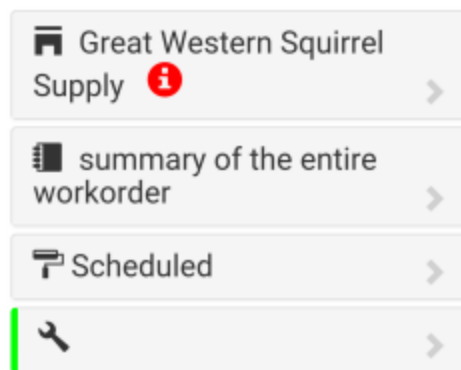 Great Western Squirrel
Supply
summary of the entire
workorder
Scheduled